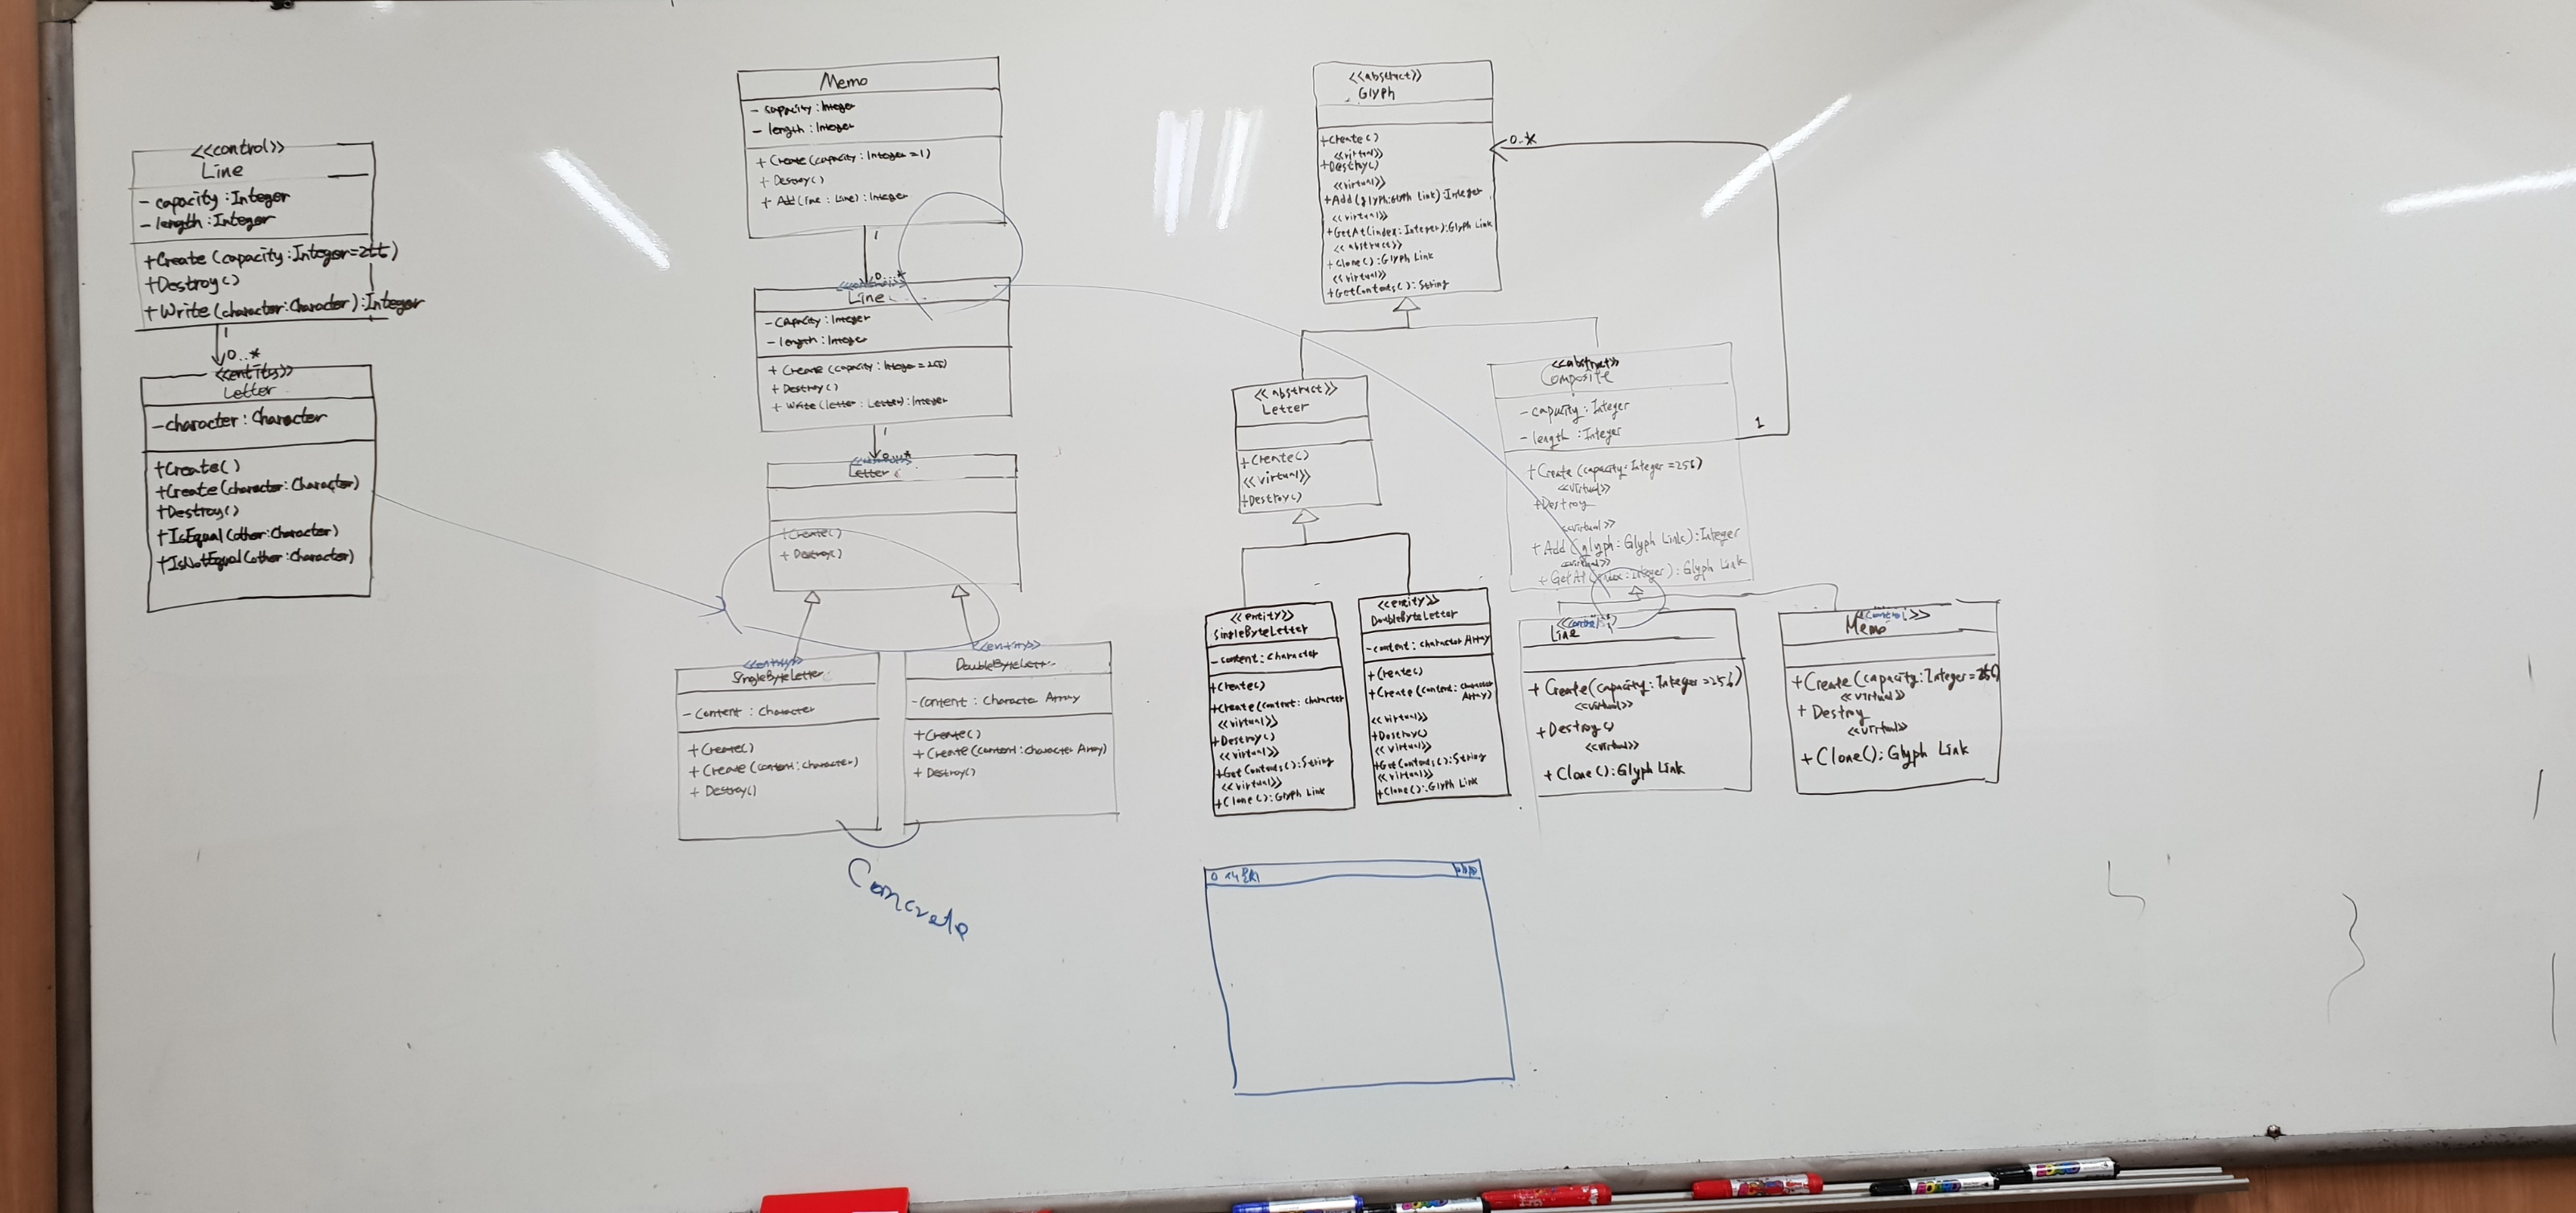 <<control>>
Line
- capacity : Integer
- length : Integer
+Create (capacity : Integer=256)
+Destroy()
+Write(character: Character) : Integer
1
0..*
<<entity>>
Letter
-character : Character
+Create()
+Create(character: Character)
+Destroy()
+IsEqual(other: Character)
+IsNotEqual(other: Character)
Memo
- capacity : Integer
- length : Integer
+ Create (capacity : Integer = 1)
+ Destroy()
+ Add (line : Line) : Integer
1
0...*
Line
- Capacity : Integer
- length : Integer
+ Create (capacity : Integer = 256)
+ Destroy()
+ Write (letter : Letter) : Integer
1
0...*
Letter
+Create()
+ Destroy()
<<entity>>
SingleByteLetter
- Content : Character
+ Create()
+ Create (content : Character)
+ Destroy()
<<entity>>
DoubleByteLetter
- Content : Character Array
+Create()
+ Create (content : Character Array)
+ Destroy()
Concrete
<<abstract>>
Glyph
+Create()
<<virtual>>
+Destroy()
<<virtual>>
+Add (glyph:Glyph Link) : Integer
<<virtual>>
+GetAt(index: Integer):Glyph Link
<<abstract>>
+ Clone() : Glyph Link
<<virtual>>
+GetContents() : String
0..*
1
<<abstract>>
Letter
+Create()
<<virtual>>
+Destroy()
<<abstract>>
Composite
- capacity : Integer
- length : Integer
+Create (capacity: Integer =256)
<<virtual>>
+Destroy
<<virtual>>
+ Add (glyph : Glyph Link) : Integer
<<virtual>>
+ GetAt (index : Integer) : Glyph Link
<<entity>>
SingleByteLetter
-content : Character
+Create()
+Create (content : Character
<<virtual>>
+Destroy()
<<virtual>>
+Get Contents() : String
<<virtual>>
+Clone() : Glyph Link
<<entity>>
DoubleByteLetter
-content : Character Array
+Create()
+Create (content : Character
Array)
<<virtual>>
+Destroy()
<<virtual>>
+GetContents() : String
<<virtual>>
+Clone() : Glyph Link
<<control>>
Line
+ Create(capacity: Integer =256)
<<virtual>>
+Destroy()
<<virtual>>
+ Clone() : Glyph Link
<<control>>
Memo
+Create (capacity: Integer = 256)
<<virtual>>
+ Destroy
<<virtual>>
+ Clone() : Glyph Link